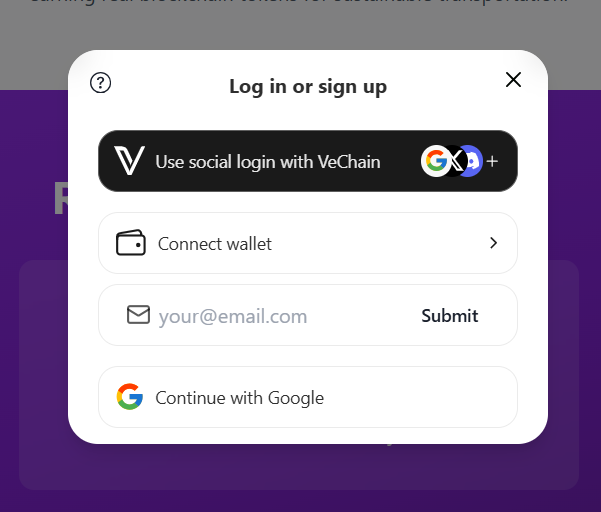 earning real blockchain tokens for sustainable transportation.
Log in or sign up
Use social login with VeChain
Connect wallet
your@email.com
Submit
Continue with Google